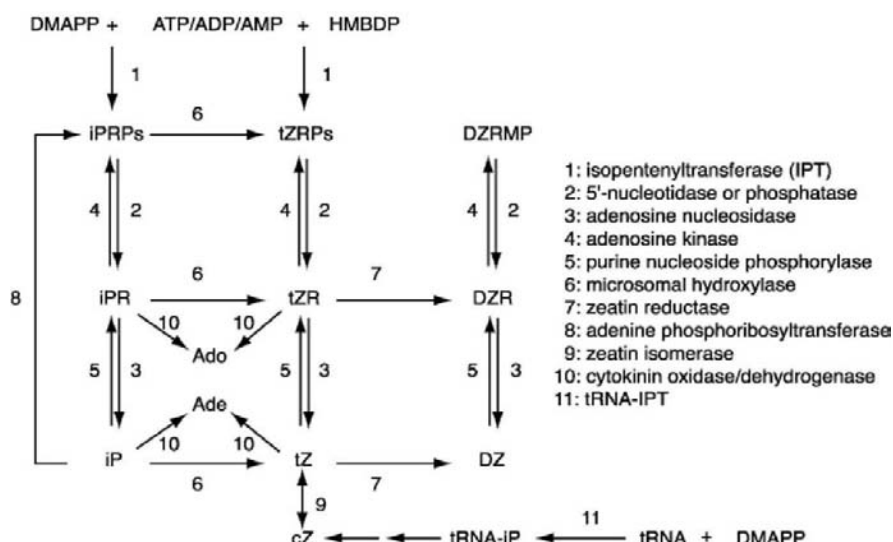 DMAPP + ATP/ADP/AMP + HMBDP
1 1
6
iPRPs tZRPs DZRMP
4 2 4 2 4 2
8
6 7
iPR tZR DZR
10 10
Ado
5 3 5 3 5 3
Ade
10 10
iP tZ DZ
6 7
9
11
cZ tRNA-iP tRNA + DMAPP
1: isopentenyltransferase (IPT)
2: 5'-nucleotidase or phosphatase
3: adenosine nucleosidase
4: adenosine kinase
5: purine nucleoside phosphorylase
6: microsomal hydroxylase
7: zeatin reductase
8: adenine phosphoribosyltransferase
9: zeatin isomerase
10: cytokinin oxidase/dehydrogenase
11: tRNA-IPT